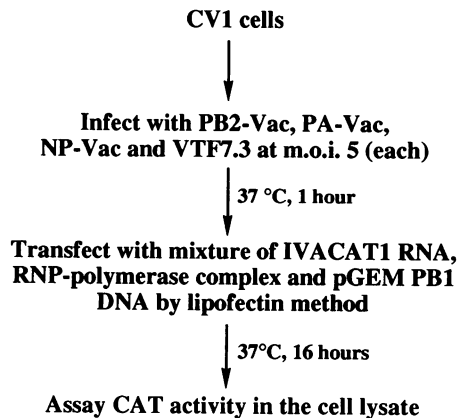 CV1 cells
Infect with PB2-Vac, PA-Vac,
NP-Vac and VTF7.3 at m.o.i. 5 (each)
37 °C, 1 hour
Transfect with mixture of IVACAT1 RNA,
RNP-polymerase complex and pGEM PB1
DNA by lipofectin method
37°C, 16 hours
Assay CAT activity in the cell lysate